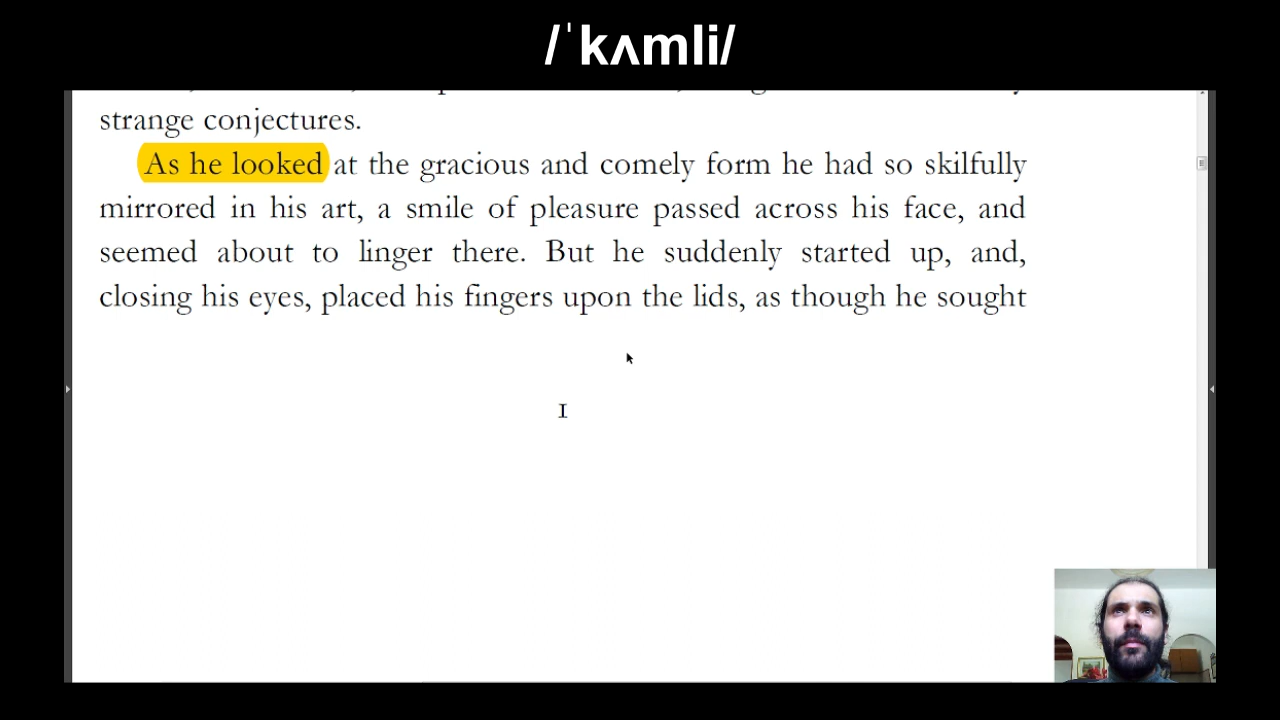 /ˈkʌmli/
strange conjectures.
As he looked at the gracious and comely form he had so skilfully
mirrored in his art, a smile of pleasure passed across his face, and
seemed about to linger there. But he suddenly started up, and,
closing his eyes, placed his fingers upon the lids, as though he sought